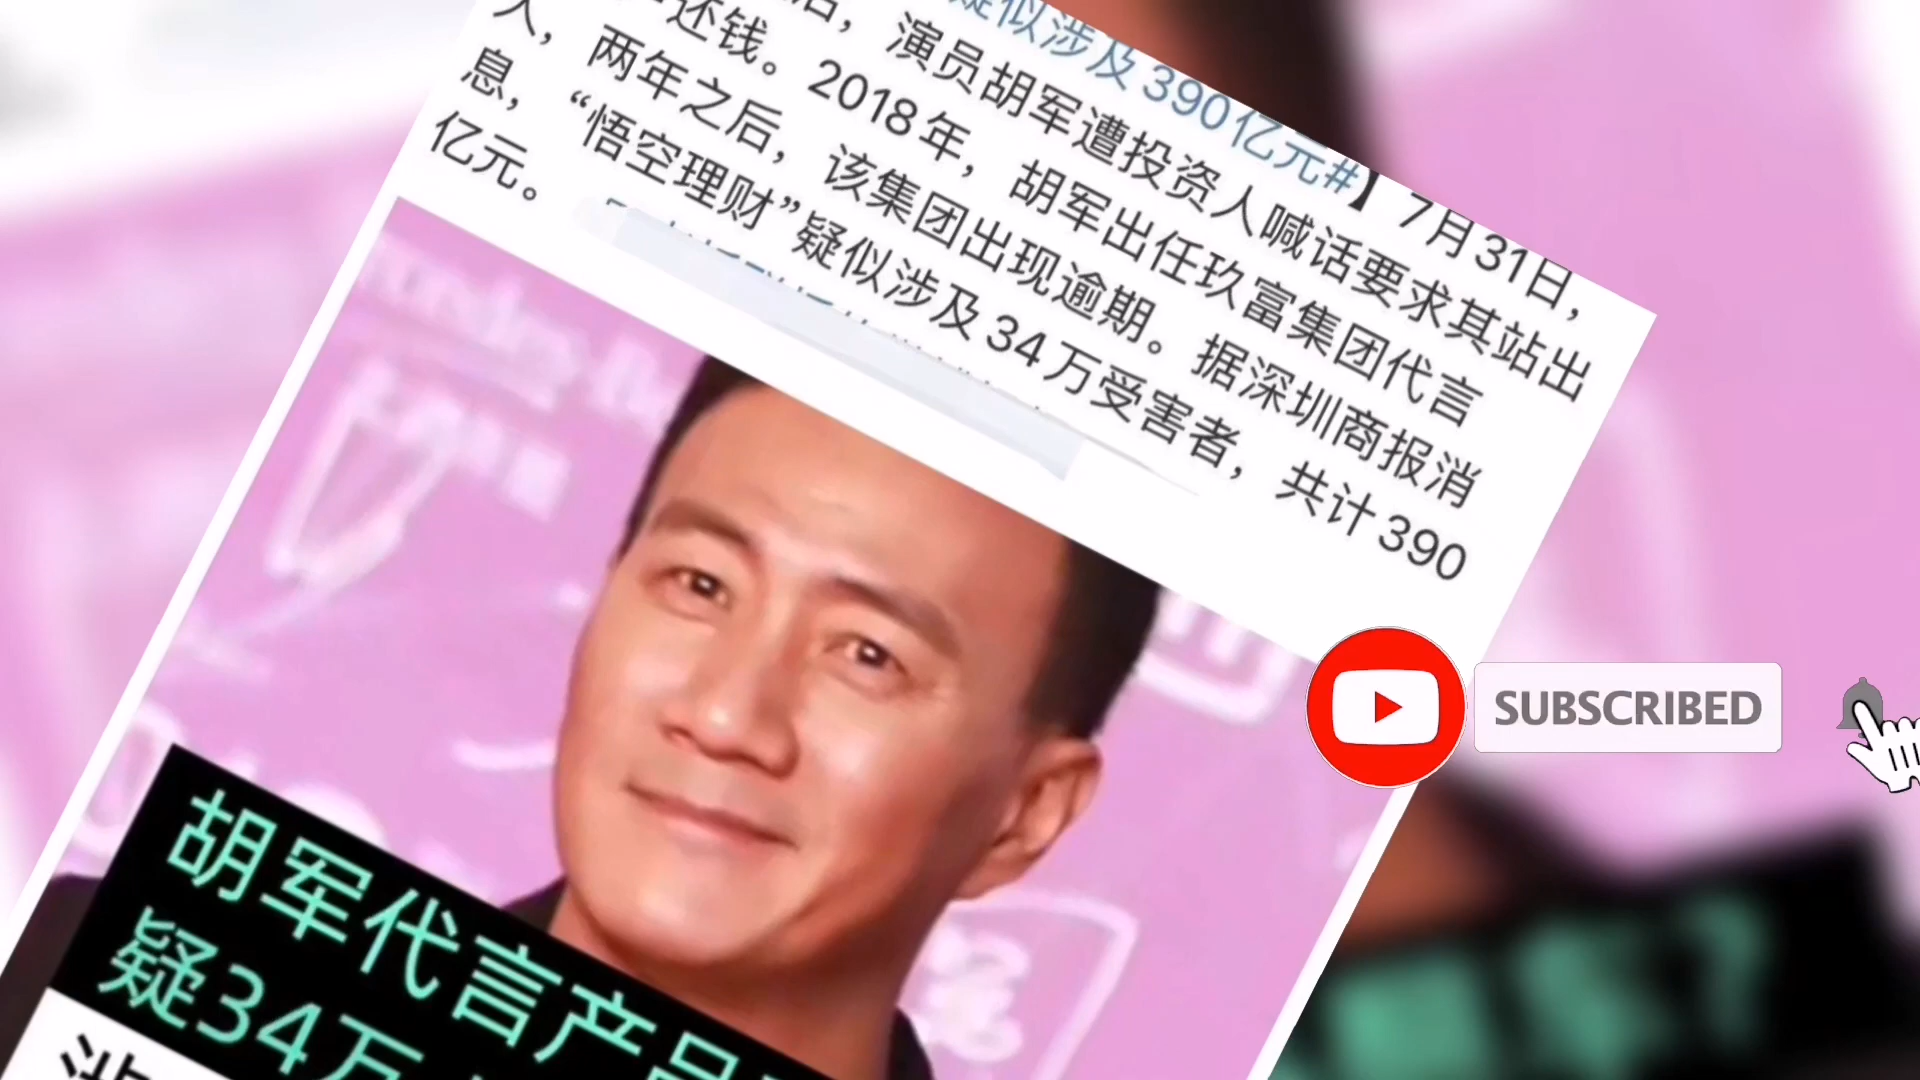 疑似涉及390亿元#】7月31日，
后，演员胡军遭投资人喊话要求其站出
还钱。2018年，胡军出任玖富集团代言
人，两年之后，该集团出现逾期。据深圳商报消
息，“悟空理财”疑似涉及34万受害者，共计390
亿元。
SUBSCRIBED
胡军代言产品
疑34万
涉